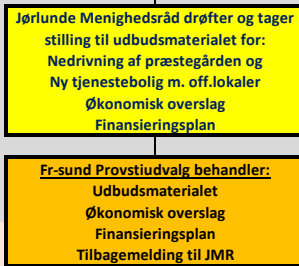 Jørlunde Menighedsråd drøfter og tager
stilling til udbudsmaterialet for:
Nedrivning af præstegården og
Ny tjenestebolig m. off.lokaler
Økonomisk overslag
Finansieringsplan
Fr-sund Provstiudvalg behandler:
Udbudsmaterialet
Økonomisk overslag
Finansieringsplan
Tilbagemelding til JMR